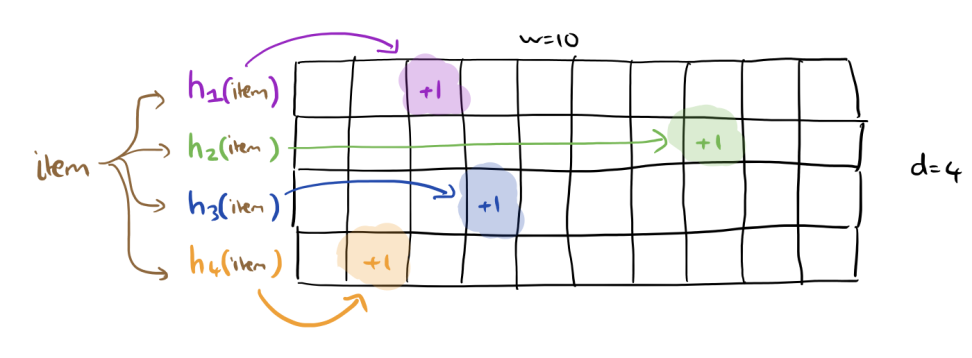 w=10
h1(item)
+1
h2(item)
+1
item
d=4
h3(item)
+1
h4(item)
+1